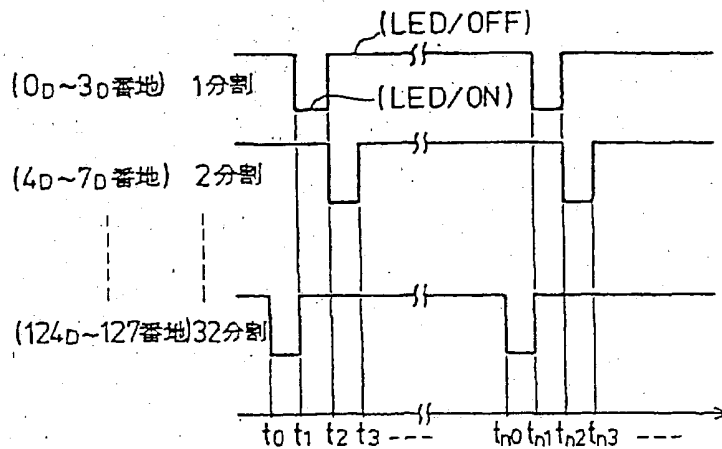 (LED/OFF)
(0D~3D番地) 1分割
(LED/ON)
(4D~7D番地) 2分割
(124D~127番地)32分割
t0 t1 t2 t3 --- tn0 tn1 tn2 tn3 ----